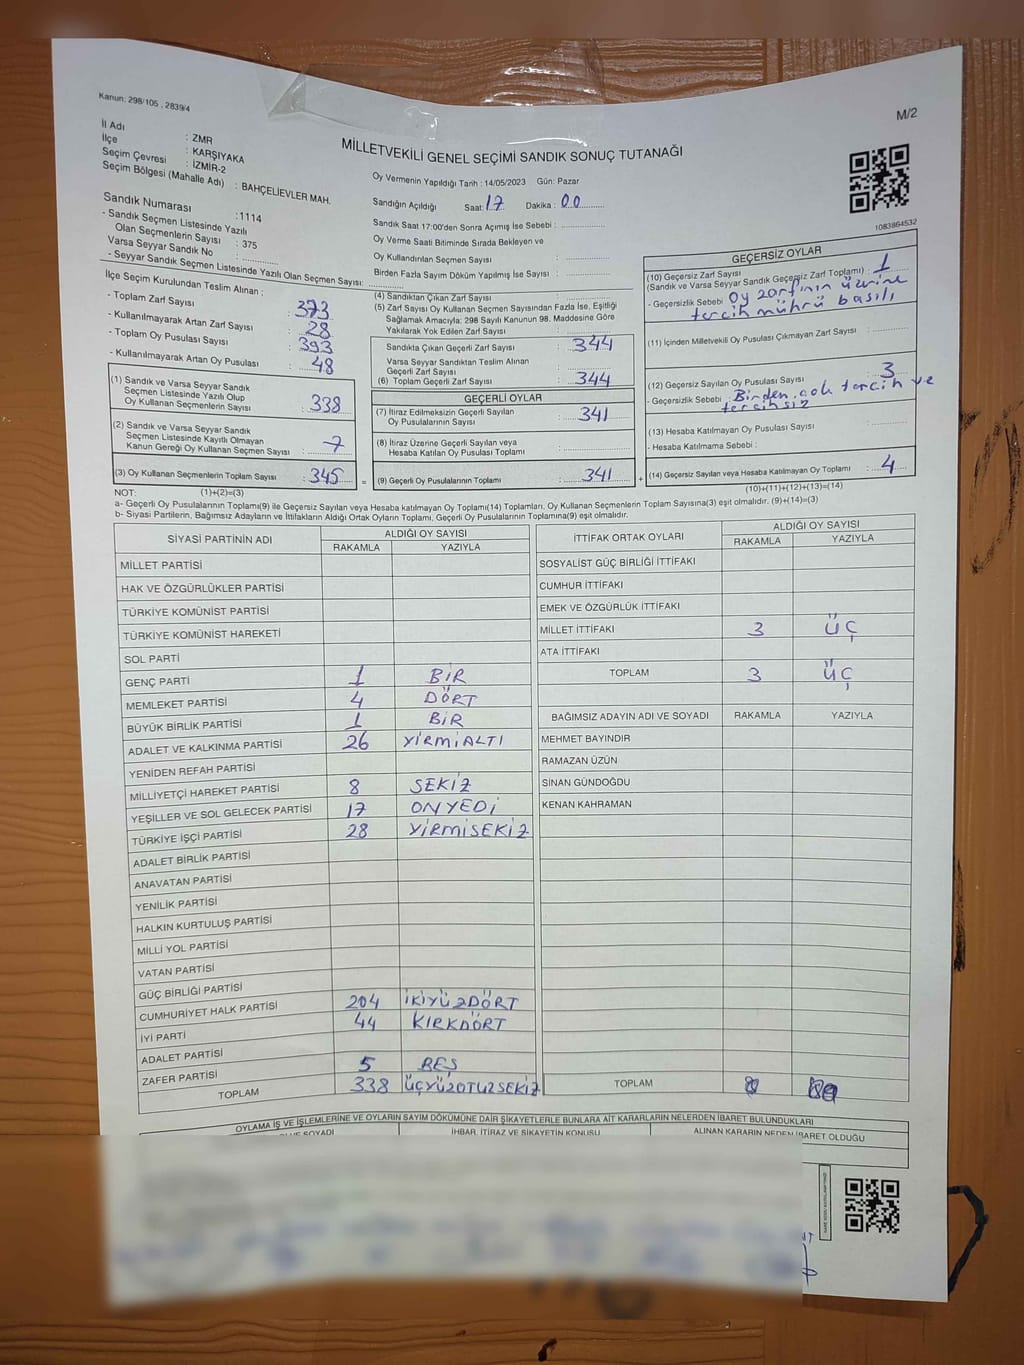 Kanun: 298/105 , 2839/4
M/2
İl Adı : ZMR
İlçe : KARŞIYAKA
Seçim Çevresi : İZMİR-2
Seçim Bölgesi (Mahalle Adı) : BAHÇELİEVLER MAH.
MİLLETVEKİLİ GENEL SEÇİMİ SANDIK SONUÇ TUTANAĞI
Oy Vermenin Yapıldığı Tarih : 14/05/2023 Gün: Pazar
Sandığın Açıldığı Saat: 17 Dakika : 00
Sandık Saat 17:00'den Sonra Açılmış İse Sebebi :
Oy Verme Saati Bitiminde Sırada Bekleyen ve
Oy Kullandırılan Seçmen Sayısı :
Birden Fazla Sayım Döküm Yapılmış İse Sayısı :
1083864532
Sandık Numarası : 1114
- Sandık Seçmen Listesinde Yazılı
Olan Seçmenlerin Sayısı : 375
Varsa Seyyar Sandık No :
- Seyyar Sandık Seçmen Listesinde Yazılı Olan Seçmen Sayısı:
İlçe Seçim Kurulundan Teslim Alınan :
- Toplam Zarf Sayısı : 373
- Kullanılmayarak Artan Zarf Sayısı : 28
- Toplam Oy Pusulası Sayısı : 393
- Kullanılmayarak Artan Oy Pusulası : 48
(1) Sandık ve Varsa Seyyar Sandık
Seçmen Listesinde Yazılı Olup
Oy Kullanan Seçmenlerin Sayısı : 338
(2) Sandık ve Varsa Seyyar Sandık
Seçmen Listesinde Kayıtlı Olmayan
Kanun Gereği Oy Kullanan Seçmen Sayısı : 7
(3) Oy Kullanan Seçmenlerin Toplam Sayısı : 345
(4) Sandıktan Çıkan Zarf Sayısı :
(5) Zarf Sayısı Oy Kullanan Seçmen Sayısından Fazla İse, Eşitliği
Sağlamak Amacıyla; 298 Sayılı Kanunun 98. Maddesine Göre
Yakılarak Yok Edilen Zarf Sayısı :
Sandıkta Çıkan Geçerli Zarf Sayısı : 344
Varsa Seyyar Sandıktan Teslim Alınan
Geçerli Zarf Sayısı :
(6) Toplam Geçerli Zarf Sayısı : 344
GEÇERLİ OYLAR
(7) İtiraz Edilmeksizin Geçerli Sayılan
Oy Pusulalarının Sayısı : 341
(8) İtiraz Üzerine Geçerli Sayılan veya
Hesaba Katılan Oy Pusulası Toplamı :
= (9) Geçerli Oy Pusulalarının Toplamı : 341 +
GEÇERSİZ OYLAR
(10) Geçersiz Zarf Sayısı
(Sandık ve Varsa Seyyar Sandık Geçersiz Zarf Toplamı) : 1
- Geçersizlik Sebebi : Oy zarfının üzerine
tercih mührü basılı
(11) İçinden Milletvekili Oy Pusulası Çıkmayan Zarf Sayısı :
(12) Geçersiz Sayılan Oy Pusulası Sayısı : 3
- Geçersizlik Sebebi : Birden çok tercih ve
tercihsiz
(13) Hesaba Katılmayan Oy Pusulası Sayısı :
- Hesaba Katılmama Sebebi :
(14) Geçersiz Sayılan veya Hesaba Katılmayan Oy Toplamı : 4
NOT: (1)+(2)=(3)
(10)+(11)+(12)+(13)=(14)
a- Geçerli Oy Pusulalarının Toplamı(9) ile Geçersiz Sayılan veya Hesaba katılmayan Oy Toplamı(14) Toplamları, Oy Kullanan Seçmenlerin Toplam Sayısına(3) eşit olmalıdır. (9)+(14)=(3)
b- Siyasi Partilerin, Bağımsız Adayların ve İttifakların Aldığı Ortak Oyların Toplamı, Geçerli Oy Pusulalarının Toplamına(9) eşit olmalıdır.
SİYASİ PARTİNİN ADI ALDIĞI OY SAYISI
RAKAMLA YAZIYLA
MİLLET PARTİSİ
HAK VE ÖZGÜRLÜKLER PARTİSİ
TÜRKİYE KOMÜNİST PARTİSİ
TÜRKİYE KOMÜNİST HAREKETİ
SOL PARTİ
GENÇ PARTİ 1 BİR
MEMLEKET PARTİSİ 4 DÖRT
BÜYÜK BİRLİK PARTİSİ 1 BİR
ADALET VE KALKINMA PARTİSİ 26 YİRMİALTI
YENİDEN REFAH PARTİSİ
MİLLİYETÇİ HAREKET PARTİSİ 8 SEKİZ
YEŞİLLER VE SOL GELECEK PARTİSİ 17 ONYEDİ
TÜRKİYE İŞÇİ PARTİSİ 28 YİRMİSEKİZ
ADALET BİRLİK PARTİSİ
ANAVATAN PARTİSİ
YENİLİK PARTİSİ
HALKIN KURTULUŞ PARTİSİ
MİLLİ YOL PARTİSİ
VATAN PARTİSİ
GÜÇ BİRLİĞİ PARTİSİ
CUMHURİYET HALK PARTİSİ 204 İKİYÜZDÖRT
İYİ PARTİ 44 KIRKDÖRT
ADALET PARTİSİ
ZAFER PARTİSİ 5 BEŞ
TOPLAM 338 ÜÇYÜZOTUZSEKİZ
İTTİFAK ORTAK OYLARI ALDIĞI OY SAYISI
RAKAMLA YAZIYLA
SOSYALİST GÜÇ BİRLİĞİ İTTİFAKI
CUMHUR İTTİFAKI
EMEK VE ÖZGÜRLÜK İTTİFAKI
MİLLET İTTİFAKI 3 ÜÇ
ATA İTTİFAKI
TOPLAM 3 ÜÇ
BAĞIMSIZ ADAYIN ADI VE SOYADI RAKAMLA YAZIYLA
MEHMET BAYINDIR
RAMAZAN ÜZÜN
SİNAN GÜNDOĞDU
KENAN KAHRAMAN
TOPLAM
OYLAMA İŞ VE İŞLEMLERİNE VE OYLARIN SAYIM DÖKÜMÜNE DAİR ŞİKAYETLERLE BUNLARA AİT KARARLARIN NELERDEN İBARET BULUNDUKLARI
SOYADI İHBAR, İTİRAZ VE ŞİKAYETİN KONUSU ALINAN KARARIN NEDEN İBARET OLDUĞU